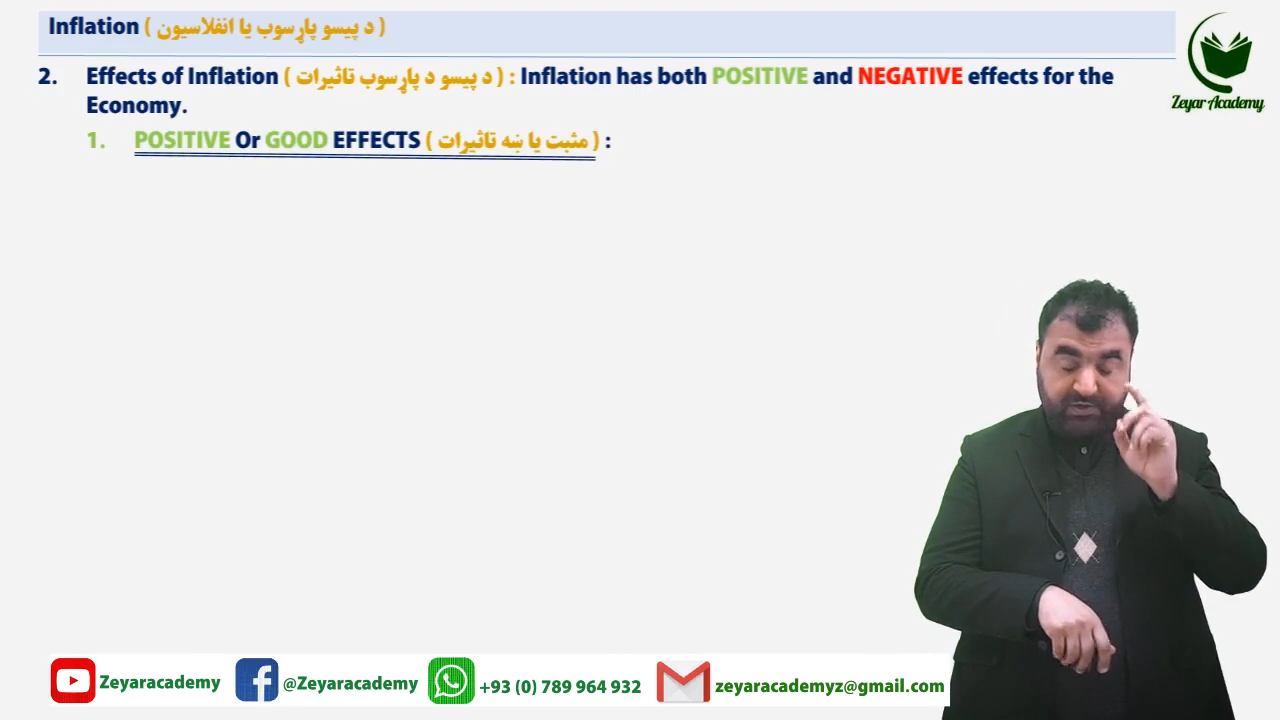 Inflation ( د پیسو پاړسوب یا انفلاسیون )
2. Effects of Inflation ( د پیسو د پاړسوب تاثیرات ) : Inflation has both POSITIVE and NEGATIVE effects for the
Economy.
1. POSITIVE Or GOOD EFFECTS ( مثبت یا ښه تاثیرات ) :
Zeyar Academy
Zeyaracademy @Zeyaracademy +93 (0) 789 964 932 zeyaracademyz@gmail.com